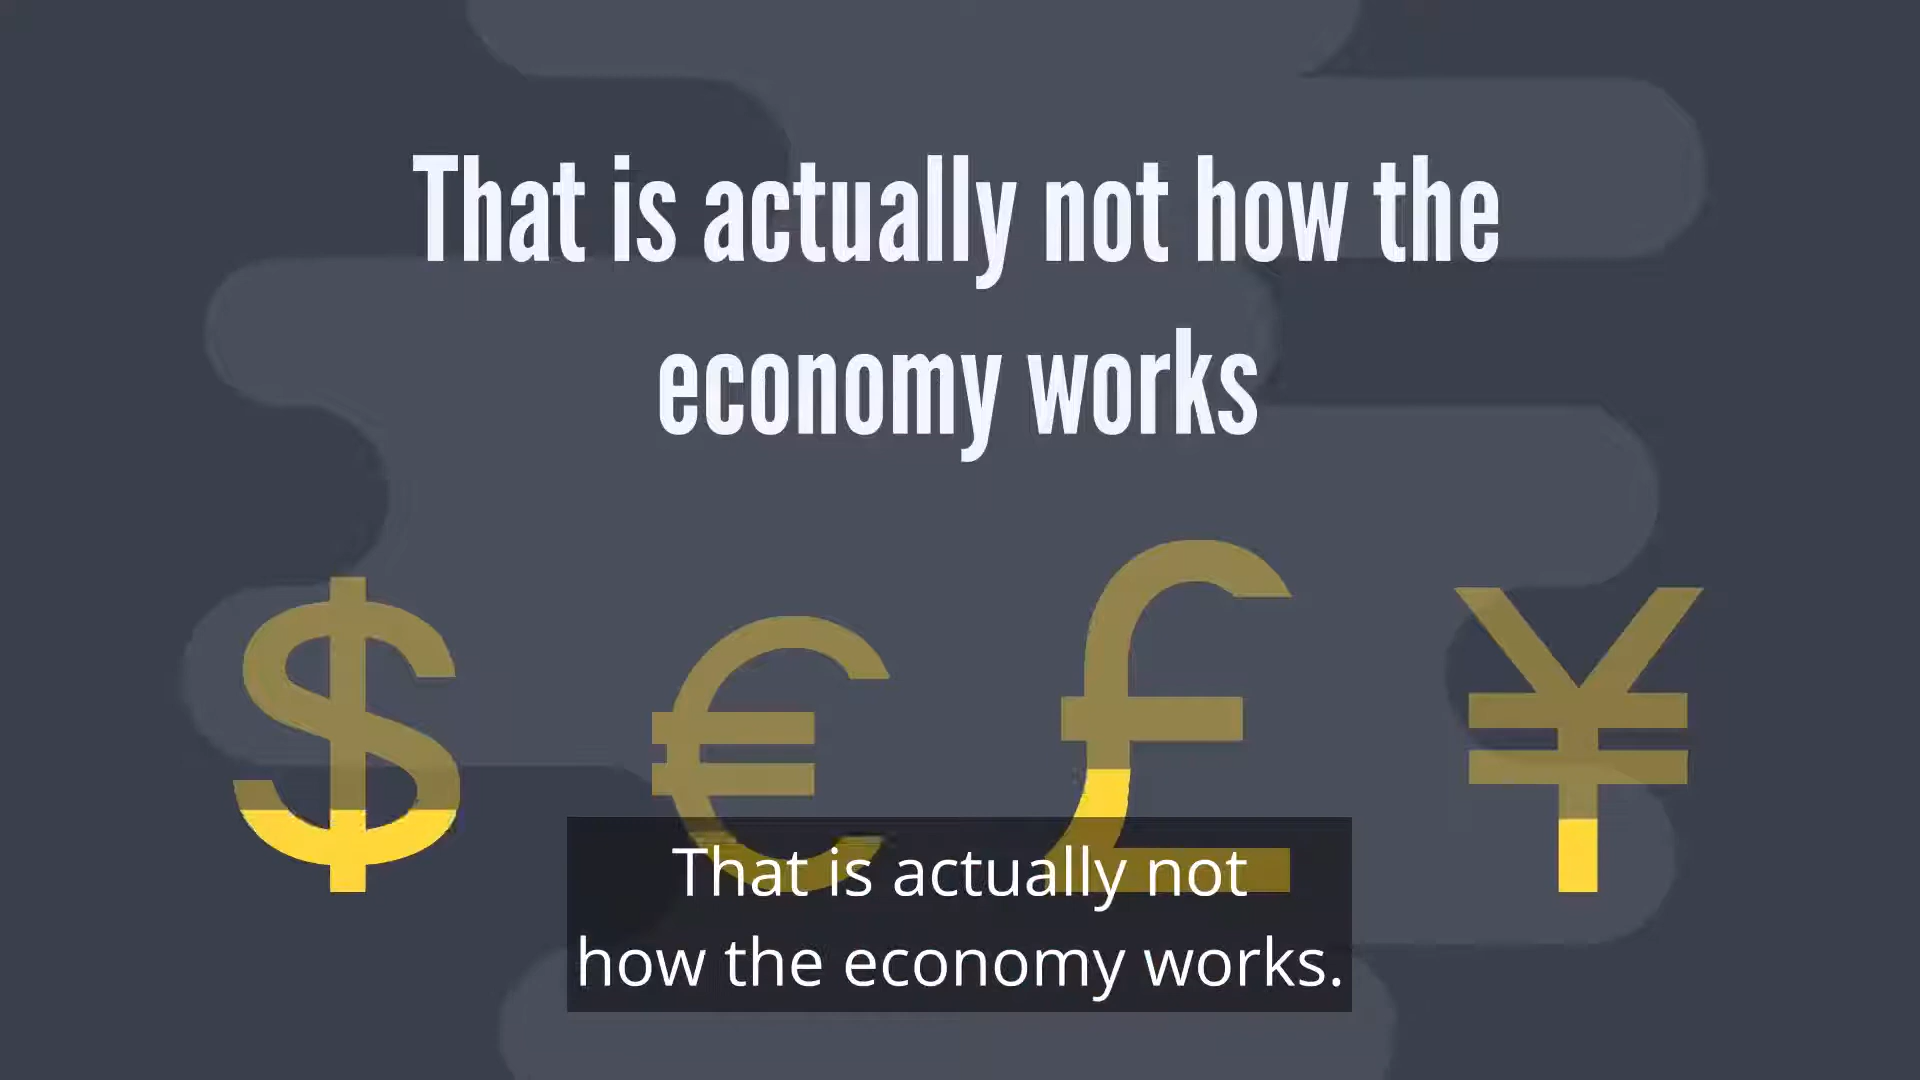 That is actually not how the
economy works
$ € £ ¥
That is actually not
how the economy works.